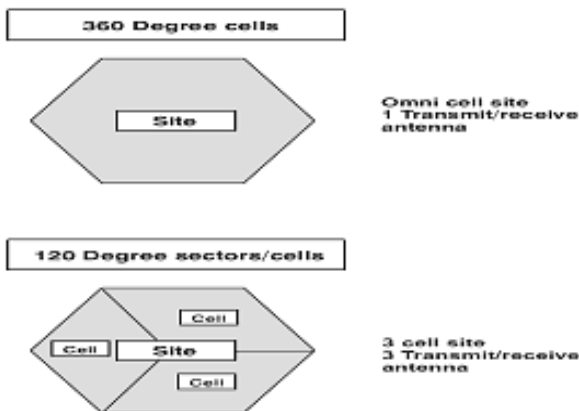 360 Degree cells
Site
Omni cell site
1 Transmit/receive
antenna
120 Degree sectors/cells
Cell
Cell
Site
Cell
3 cell site
3 Transmit/receive
antenna